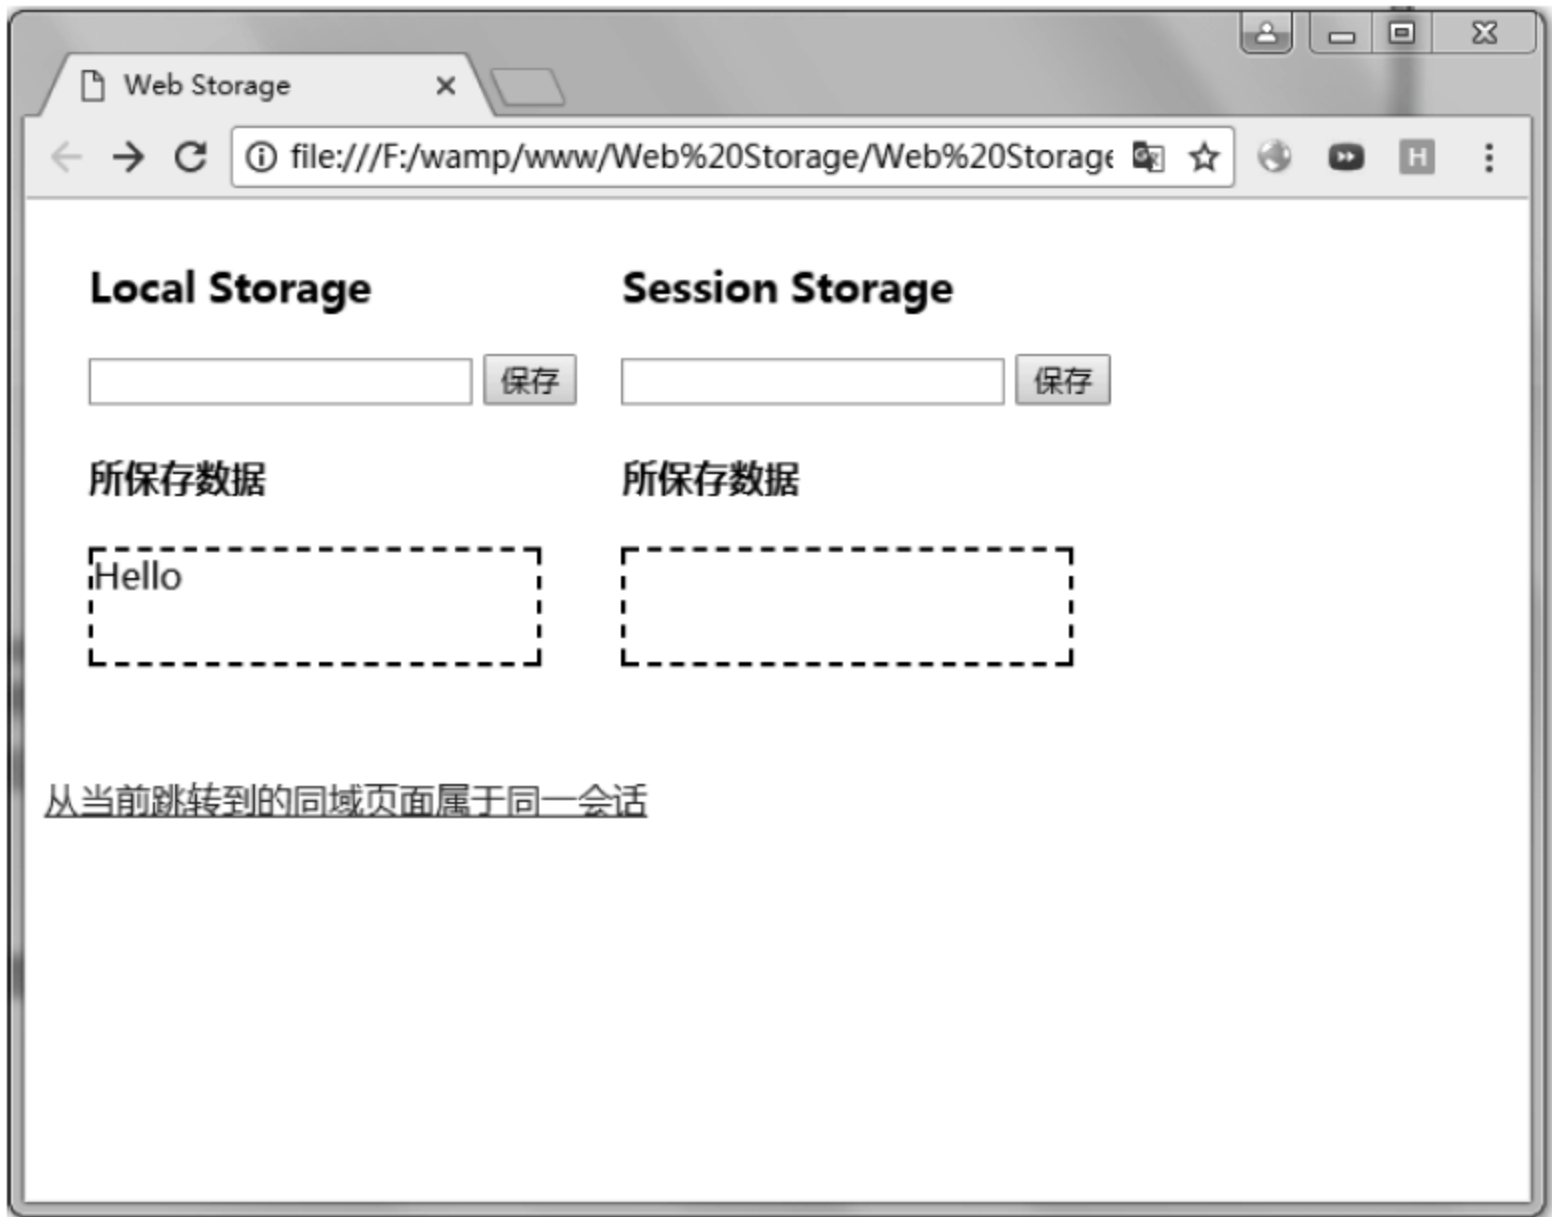 Web Storage
file:///F:/wamp/www/Web%20Storage/Web%20Storage
H
Local Storage
Session Storage
保存
保存
所保存数据
所保存数据
Hello
从当前跳转到的同域页面属于同一会话